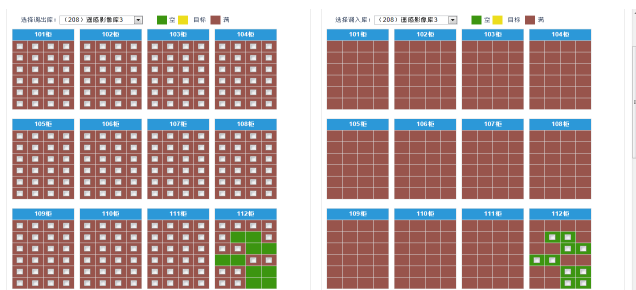 选择调出库: （208）遥感影像库3 空 目标 满
101柜 102柜 103柜 104柜
105柜 106柜 107柜 108柜
109柜 110柜 111柜 112柜
选择调入库: （208）遥感影像库3 空 目标 满
101柜 102柜 103柜 104柜
105柜 106柜 107柜 108柜
109柜 110柜 111柜 112柜